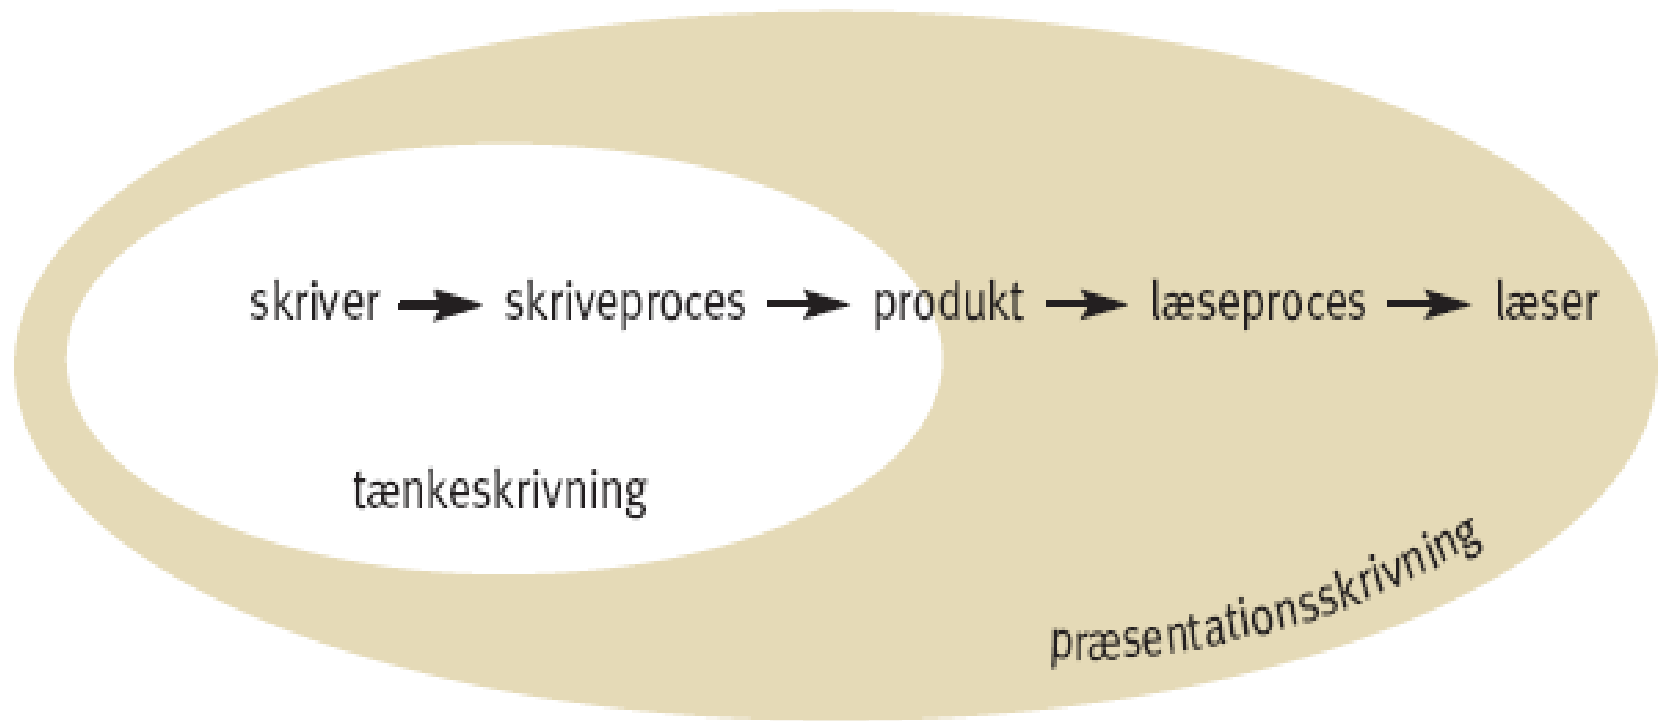 skriver → skriveproces → produkt → læseproces → læser
tænkeskrivning
præsentationsskrivning